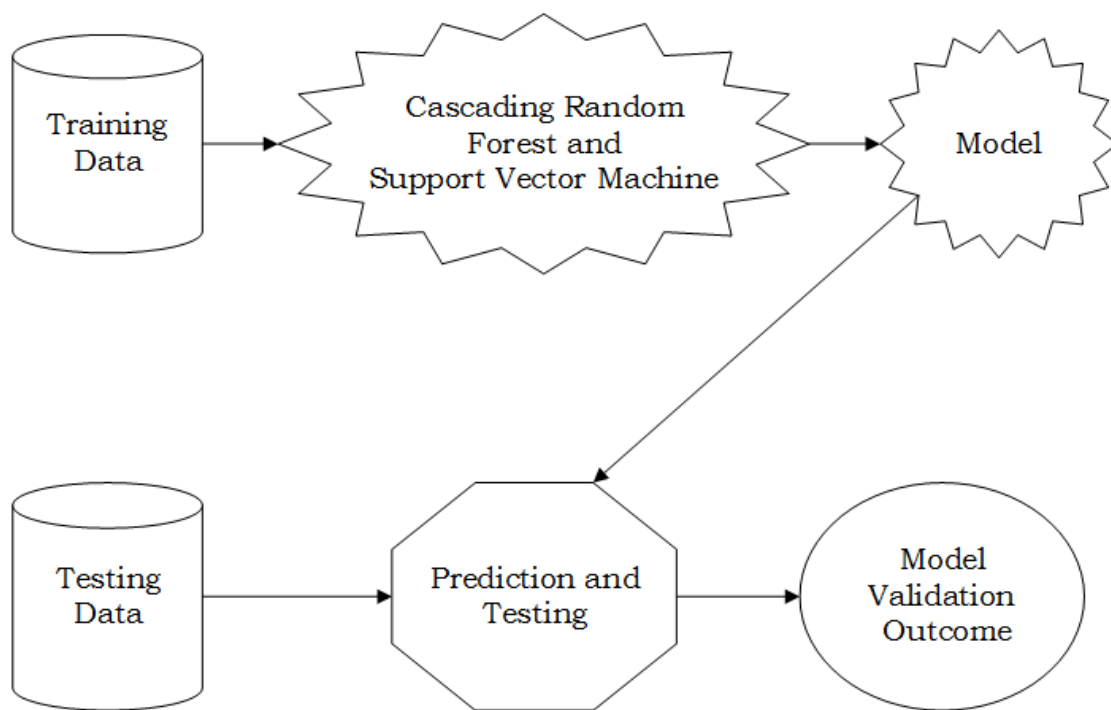 Training
Data
Cascading Random
Forest and
Support Vector Machine
Model
Testing
Data
Prediction and
Testing
Model
Validation
Outcome